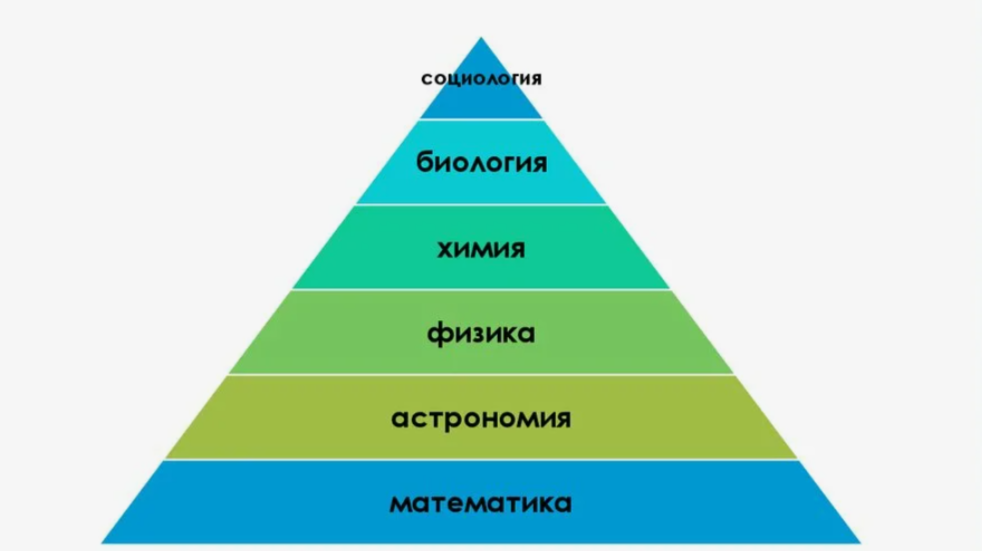 социология
биология
химия
физика
астрономия
математика